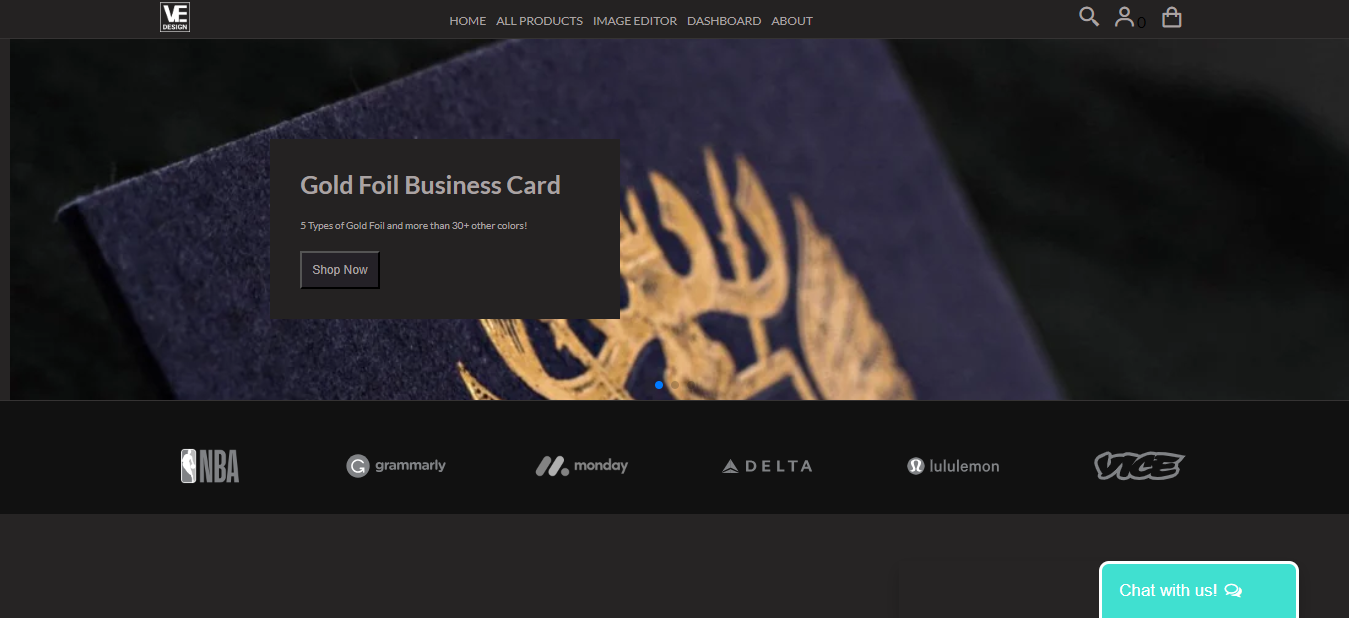 VE
DESIGN
HOME ALL PRODUCTS IMAGE EDITOR DASHBOARD ABOUT
0
Gold Foil Business Card
5 Types of Gold Foil and more than 30+ other colors!
Shop Now
NBA grammarly monday DELTA lululemon VICE
Chat with us!